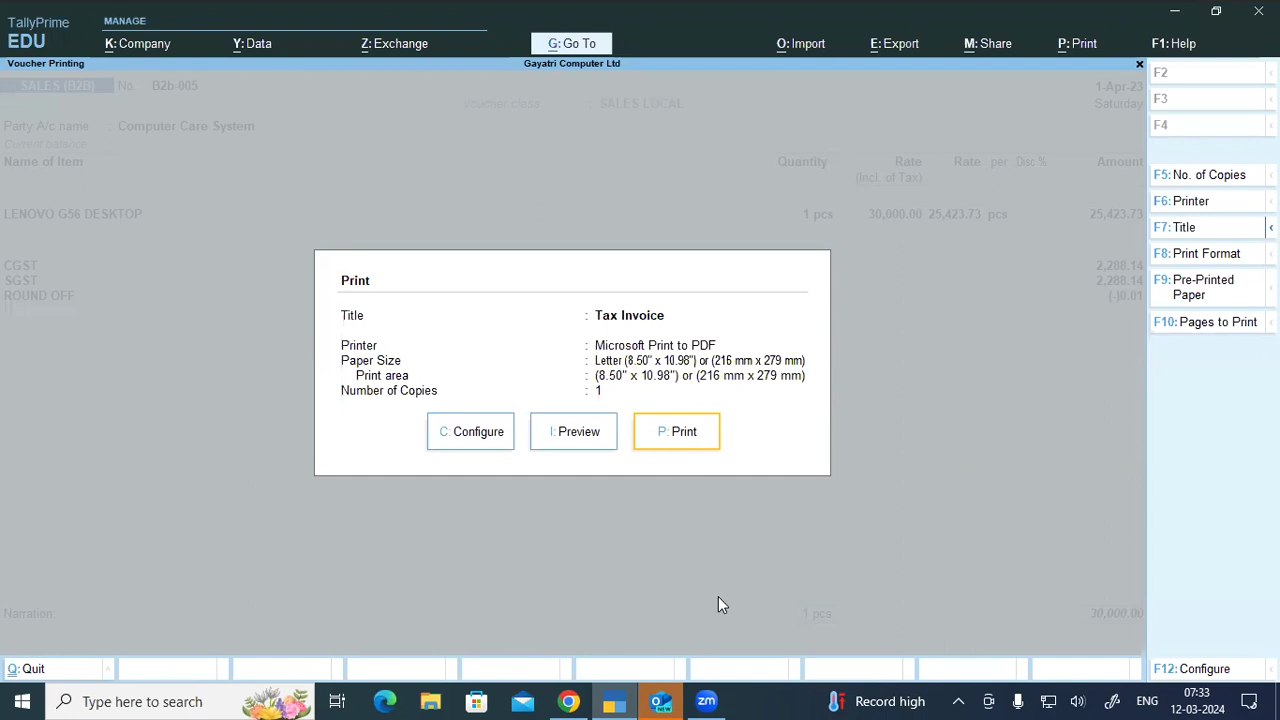 TallyPrime
EDU
MANAGE
K: Company
Y: Data
Z: Exchange
G: Go To
O: Import
E: Export
M: Share
P: Print
F1: Help
Voucher Printing
Gayatri Computer Ltd
SALES (B2B)
No.
B2b-005
1-Apr-23
Voucher class
:
SALES LOCAL
Saturday
Party A/c name
Computer Care System
Current balance
Name of Item
Quantity
Rate
Rate
per
Disc %
Amount
(Incl. of Tax)
LENOVO G56 DESKTOP
1 pcs
30,000.00
25,423.73
pcs
25,423.73
CGST
2,288.14
SGST
2,288.14
ROUND OFF
(-)0.01
Print
Title : Tax Invoice
Printer : Microsoft Print to PDF
Paper Size : Letter (8.50" x 10.98") or (216 mm x 279 mm)
Print area : (8.50" x 10.98") or (216 mm x 279 mm)
Number of Copies : 1
C: Configure
I: Preview
P: Print
Narration
1 pcs
30,000.00
F2
F3
F4
F5: No. of Copies
F6: Printer
F7: Title
F8: Print Format
F9: Pre-Printed
Paper
F10: Pages to Print
F12: Configure
Q: Quit
Type here to search
NEW
zm
Record high
ENG
07:33
12-03-2024